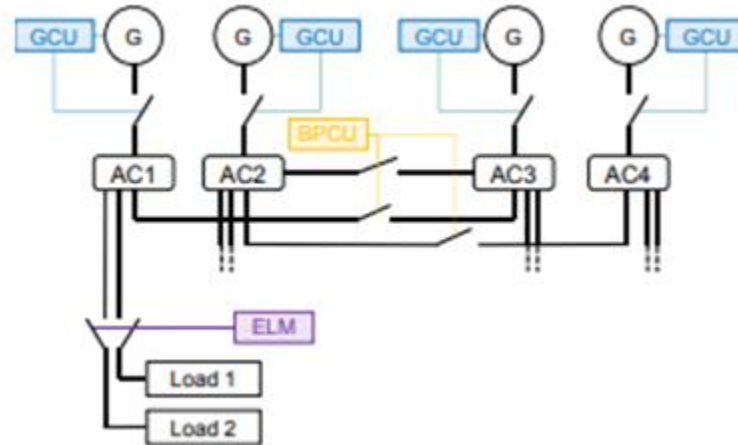 GCU G G GCU GCU G G GCU
BPCU
AC1 AC2 AC3 AC4
ELM
Load 1
Load 2